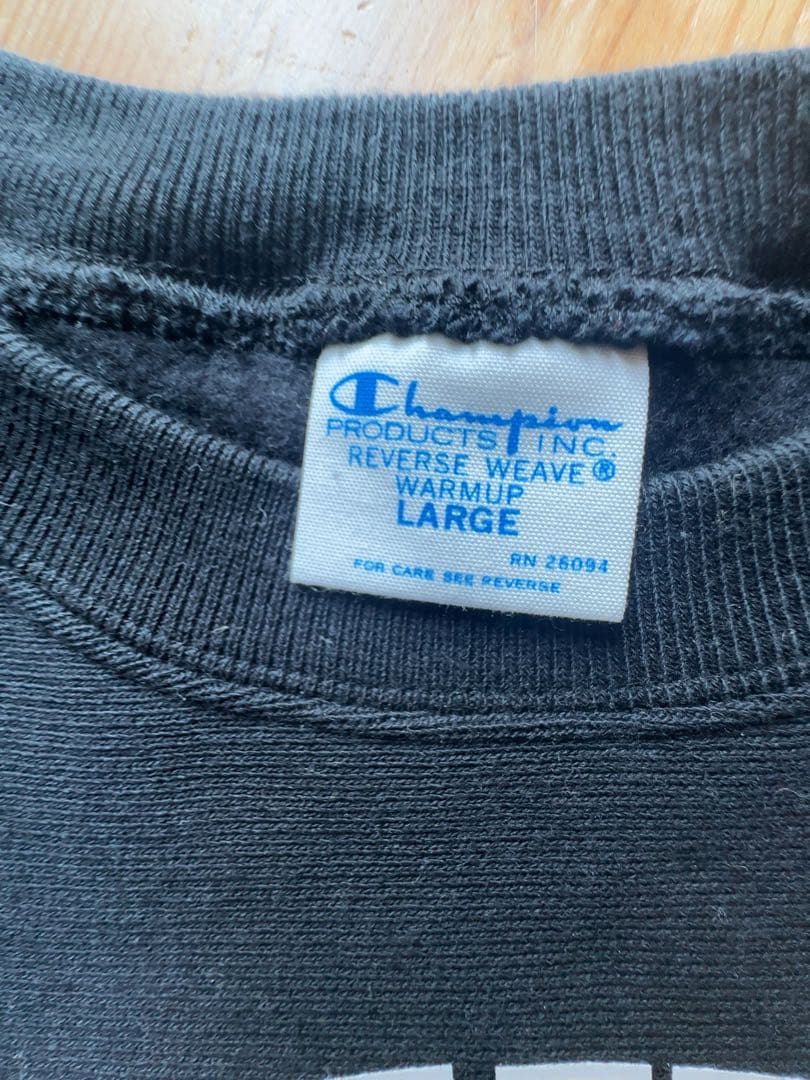 Champion
PRODUCTS INC.
REVERSE WEAVE®
WARMUP
LARGE
RN 26094
FOR CARE SEE REVERSE